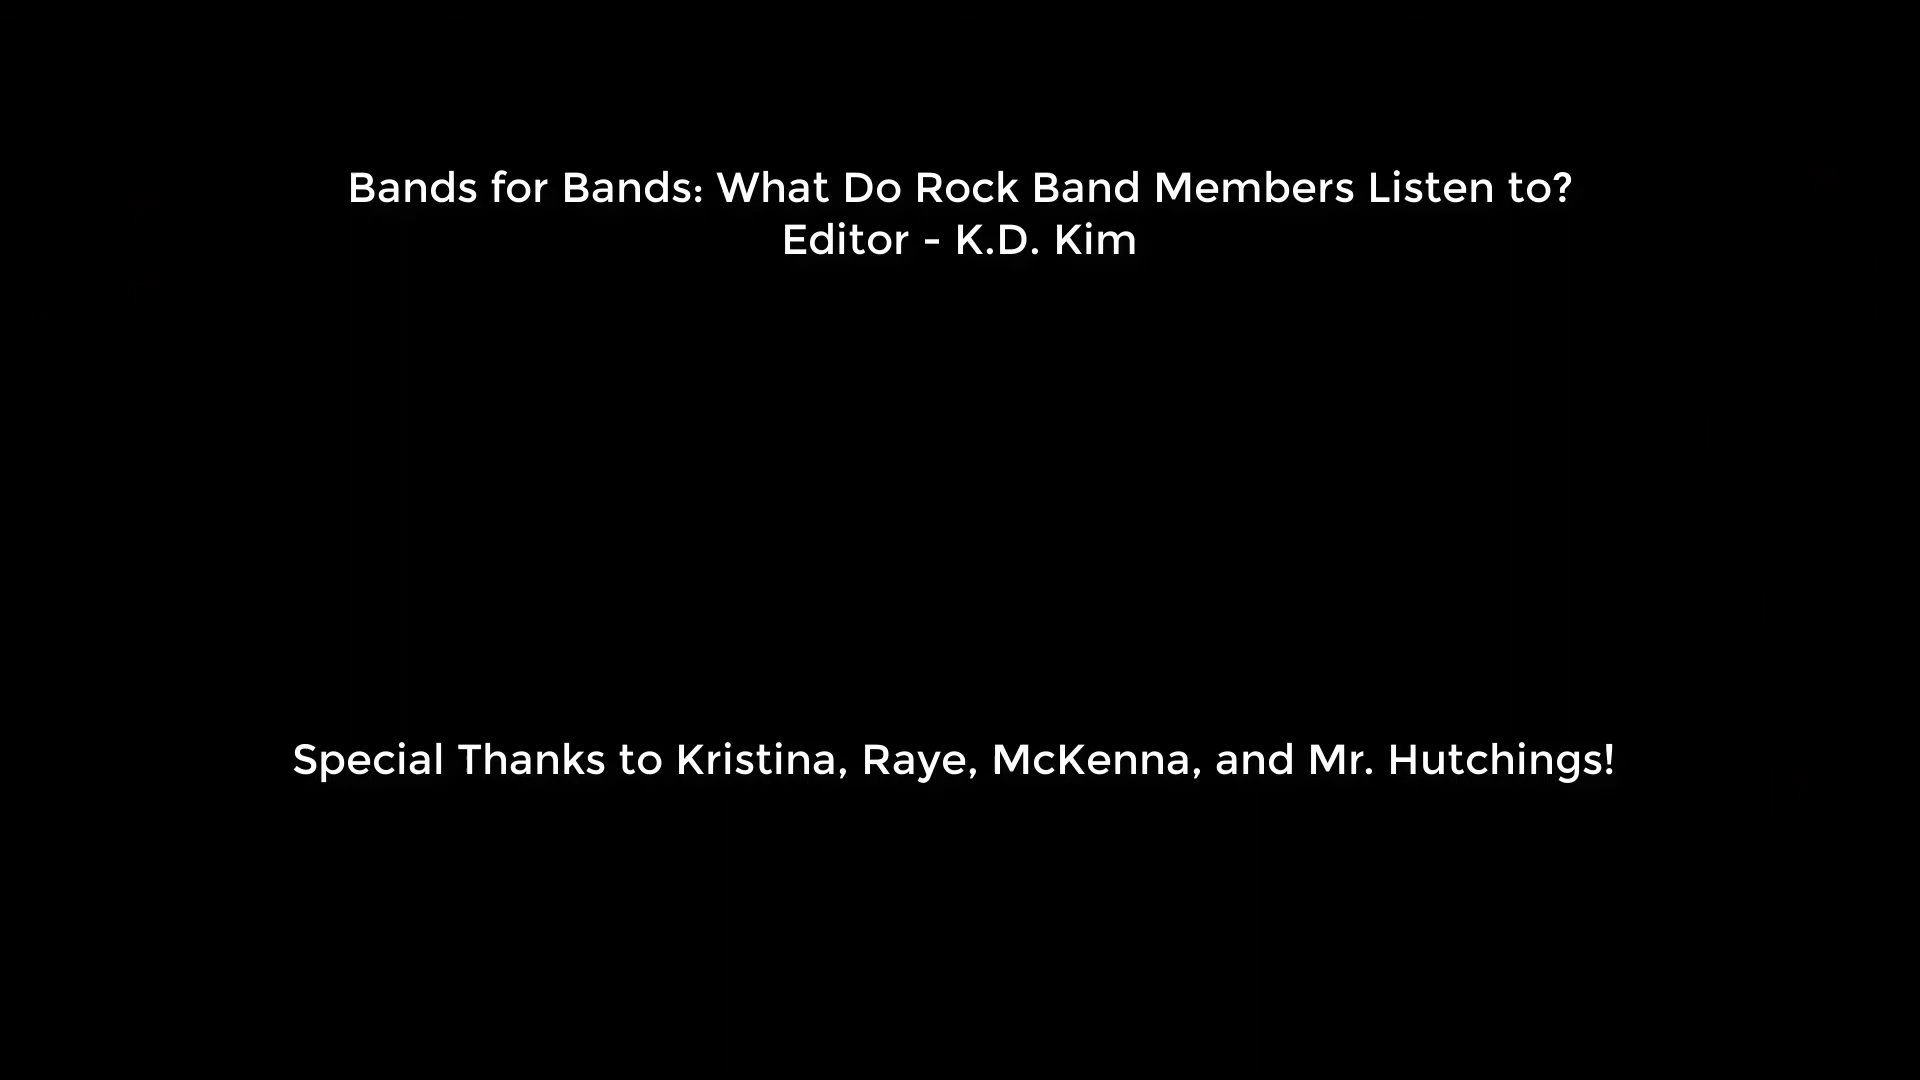 Bands for Bands: What Do Rock Band Members Listen to?
Editor - K.D. Kim
Special Thanks to Kristina, Raye, McKenna, and Mr. Hutchings!